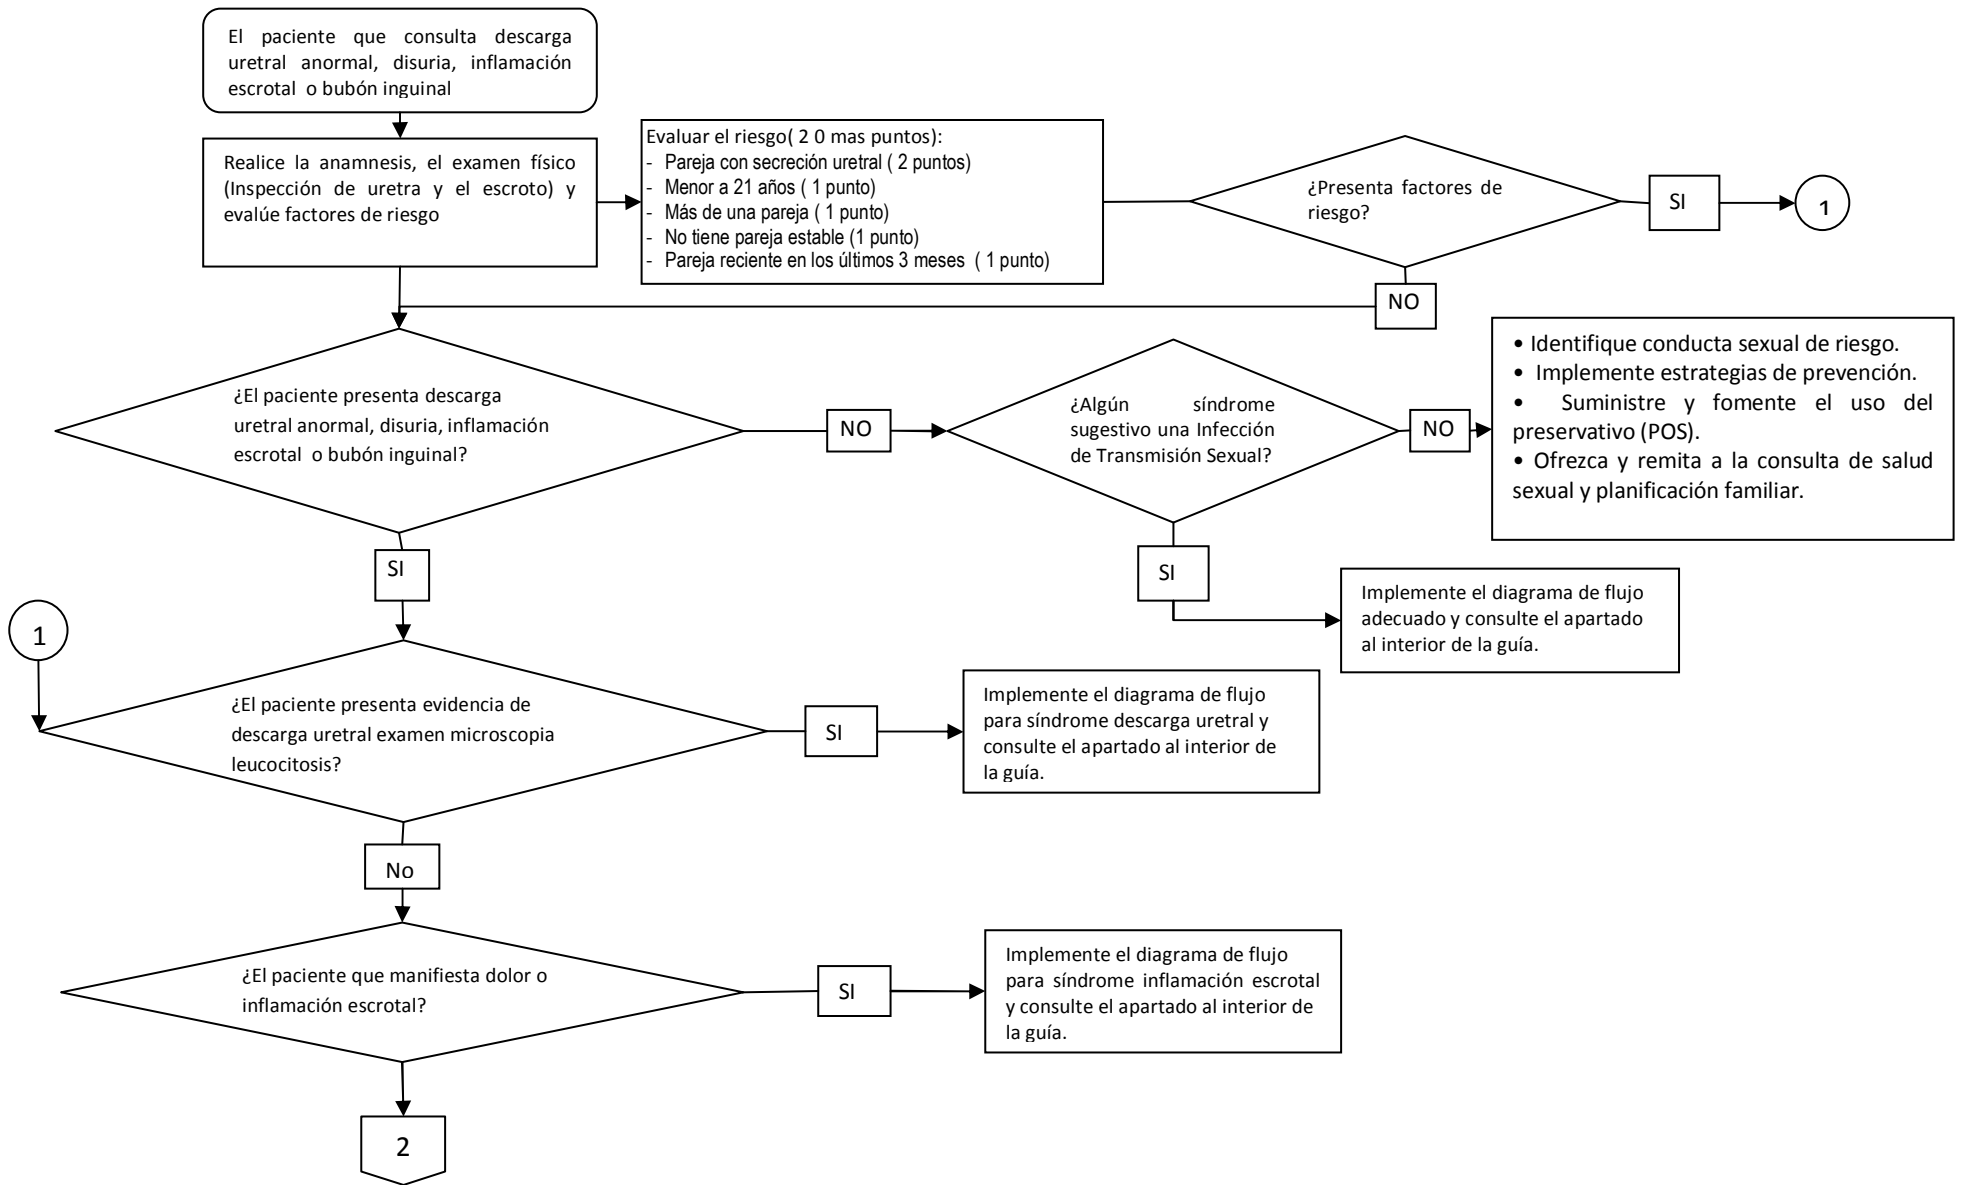 El paciente que consulta descarga
uretral anormal, disuria, inflamación
escrotal o bubón inguinal
Realice la anamnesis, el examen físico
(Inspección de uretra y el escroto) y
evalúe factores de riesgo
Evaluar el riesgo( 2 0 mas puntos):
- Pareja con secreción uretral ( 2 puntos)
- Menor a 21 años ( 1 punto)
- Más de una pareja ( 1 punto)
- No tiene pareja estable (1 punto)
- Pareja reciente en los últimos 3 meses ( 1 punto)
¿Presenta factores de
riesgo?
SI
1
NO
¿El paciente presenta descarga
uretral anormal, disuria, inflamación
escrotal o bubón inguinal?
NO
¿Algún síndrome
sugestivo una Infección
de Transmisión Sexual?
NO
• Identifique conducta sexual de riesgo.
• Implemente estrategias de prevención.
• Suministre y fomente el uso del
preservativo (POS).
• Ofrezca y remita a la consulta de salud
sexual y planificación familiar.
SI
SI
Implemente el diagrama de flujo
adecuado y consulte el apartado
al interior de la guía.
1
¿El paciente presenta evidencia de
descarga uretral examen microscopia
leucocitosis?
SI
Implemente el diagrama de flujo
para síndrome descarga uretral y
consulte el apartado al interior de
la guía.
No
¿El paciente que manifiesta dolor o
inflamación escrotal?
SI
Implemente el diagrama de flujo
para síndrome inflamación escrotal
y consulte el apartado al interior de
la guía.
2